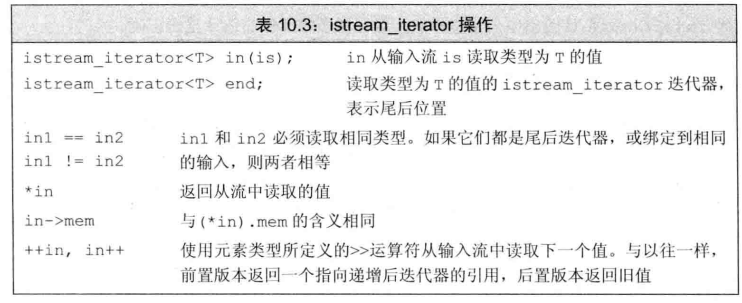 表 10.3：istream_iterator 操作
istream_iterator<T> in(is); in 从输入流 is 读取类型为 T 的值
istream_iterator<T> end; 读取类型为 T 的值的 istream_iterator 迭代器，
表示尾后位置
in1 == in2 in1 和 in2 必须读取相同类型。如果它们都是尾后迭代器，或绑定到相同
in1 != in2 的输入，则两者相等
*in 返回从流中读取的值
in->mem 与(*in).mem 的含义相同
++in, in++ 使用元素类型所定义的>>运算符从输入流中读取下一个值。与以往一样，
前置版本返回一个指向递增后迭代器的引用，后置版本返回旧值